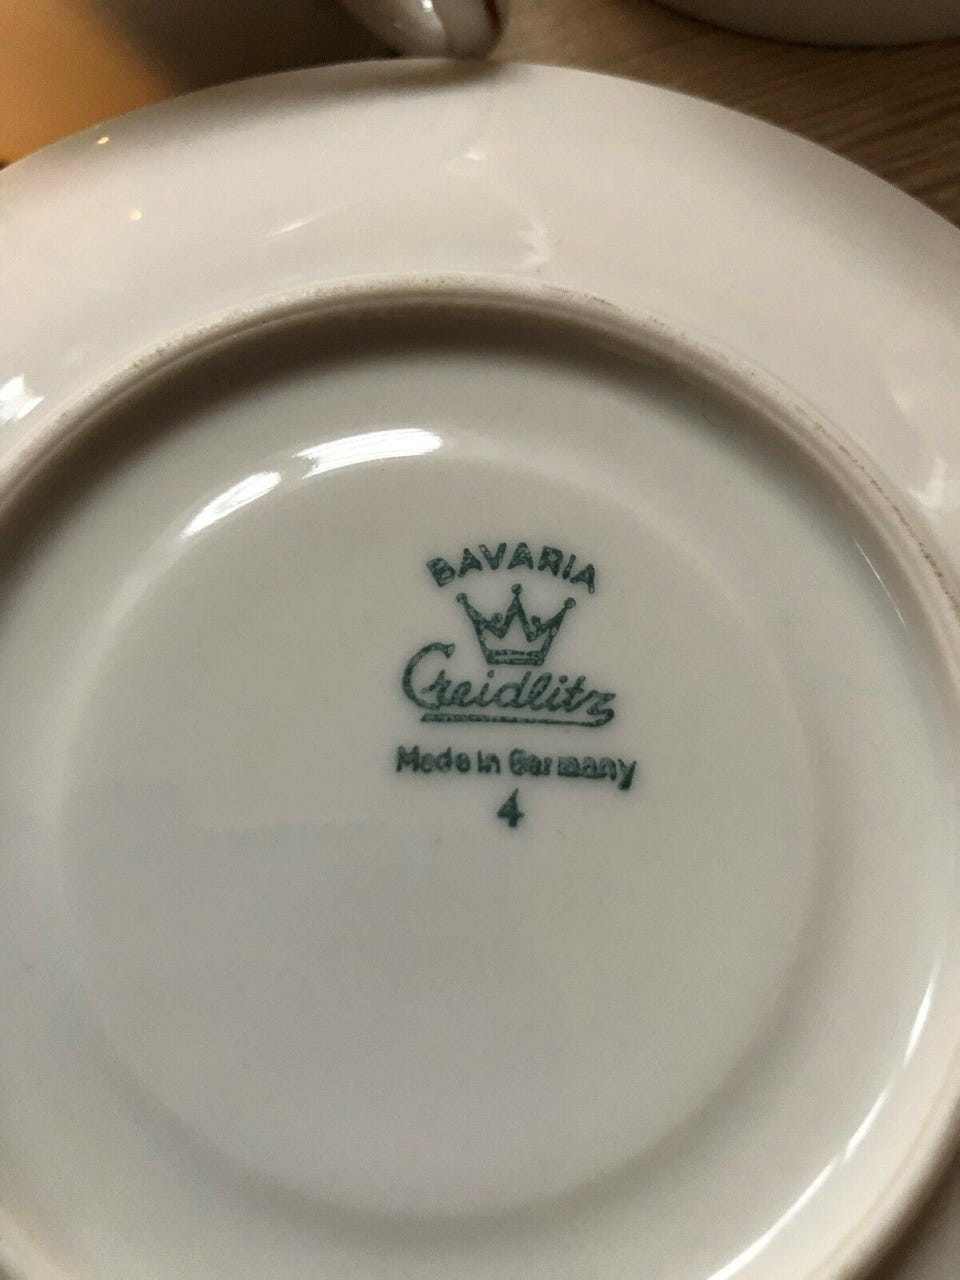 BAVARIA
Creidlitz
Made in Germany
4